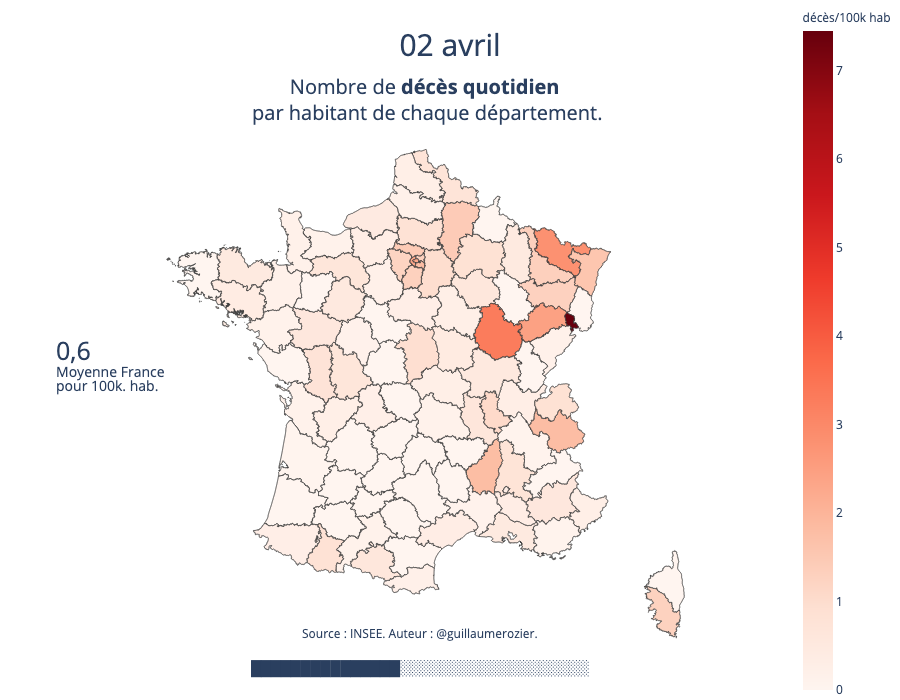 décès/100k hab
02 avril
Nombre de décès quotidien
par habitant de chaque département.
7
6
5
4
3
2
1
0
0,6
Moyenne France
pour 100k. hab.
Source : INSEE. Auteur : @guillaumerozier.